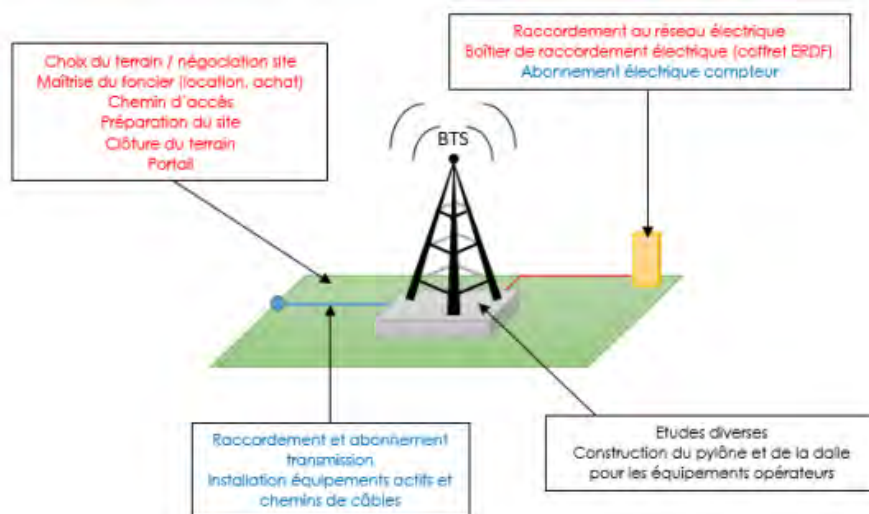 Choix du terrain / négociation site
Maîtrise du foncier (location, achat)
Chemin d'accès
Préparation du site
Clôture du terrain
Portail
Raccordement au réseau électrique
Boîtier de raccordement électrique (coffret ERDF)
Abonnement électrique compteur
BTS
Raccordement et abonnement
transmission
Installation équipements actifs et
chemins de câbles
Etudes diverses
Construction du pylône et de la dalle
pour les équipements opérateurs